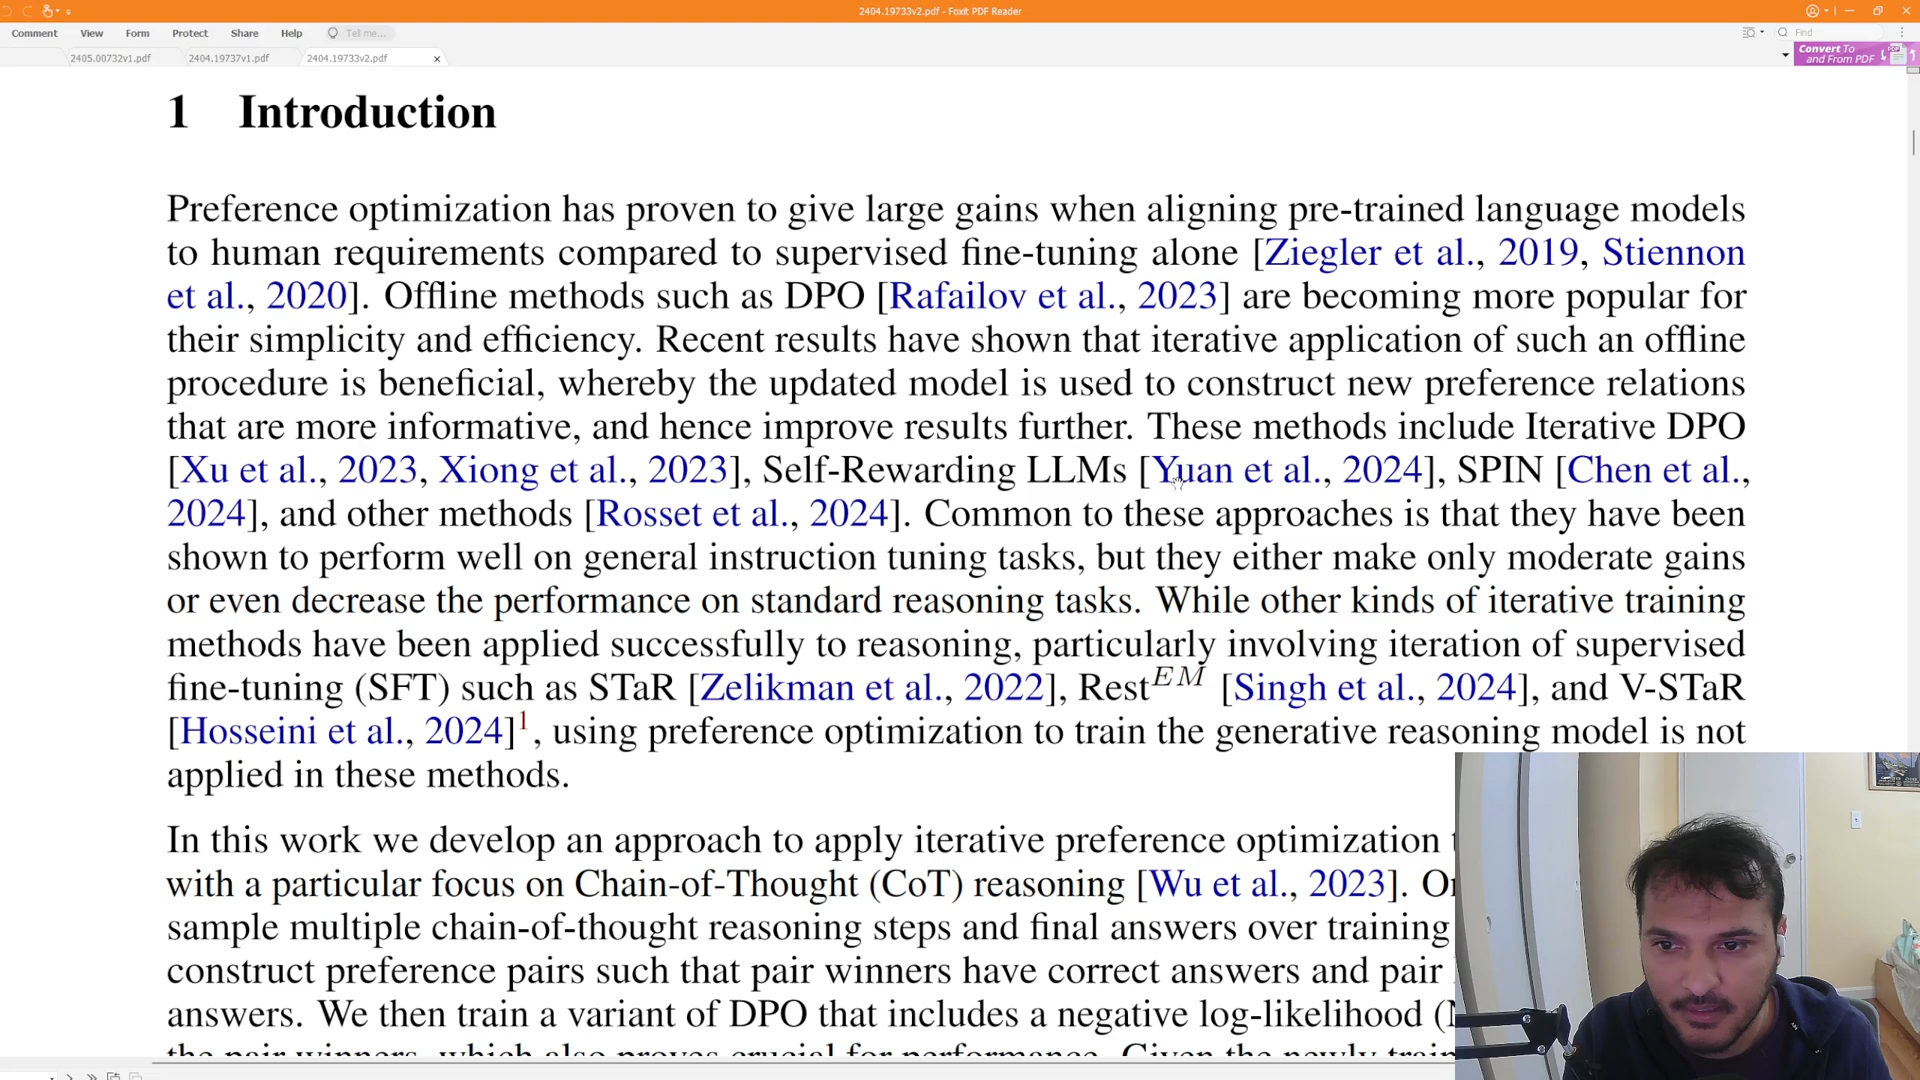 2404.19733v2.pdf - Foxit PDF Reader
Comment View Form Protect Share Help Tell me... Find
2405.00732v1.pdf 2404.19737v1.pdf 2404.19733v2.pdf
Convert To
and From PDF
1 Introduction
Preference optimization has proven to give large gains when aligning pre-trained language models
to human requirements compared to supervised fine-tuning alone [Ziegler et al., 2019, Stiennon
et al., 2020]. Offline methods such as DPO [Rafailov et al., 2023] are becoming more popular for
their simplicity and efficiency. Recent results have shown that iterative application of such an offline
procedure is beneficial, whereby the updated model is used to construct new preference relations
that are more informative, and hence improve results further. These methods include Iterative DPO
[Xu et al., 2023, Xiong et al., 2023], Self-Rewarding LLMs [Yuan et al., 2024], SPIN [Chen et al.,
2024], and other methods [Rosset et al., 2024]. Common to these approaches is that they have been
shown to perform well on general instruction tuning tasks, but they either make only moderate gains
or even decrease the performance on standard reasoning tasks. While other kinds of iterative training
methods have been applied successfully to reasoning, particularly involving iteration of supervised
fine-tuning (SFT) such as STaR [Zelikman et al., 2022], Rest^EM [Singh et al., 2024], and V-STaR
[Hosseini et al., 2024]1, using preference optimization to train the generative reasoning model is not
applied in these methods.
In this work we develop an approach to apply iterative preference optimization
with a particular focus on Chain-of-Thought (CoT) reasoning [Wu et al., 2023].
sample multiple chain-of-thought reasoning steps and final answers over training
construct preference pairs such that pair winners have correct answers and pair
answers. We then train a variant of DPO that includes a negative log-likelihood
the pair winners, which also proves crucial for performance. Given the newly